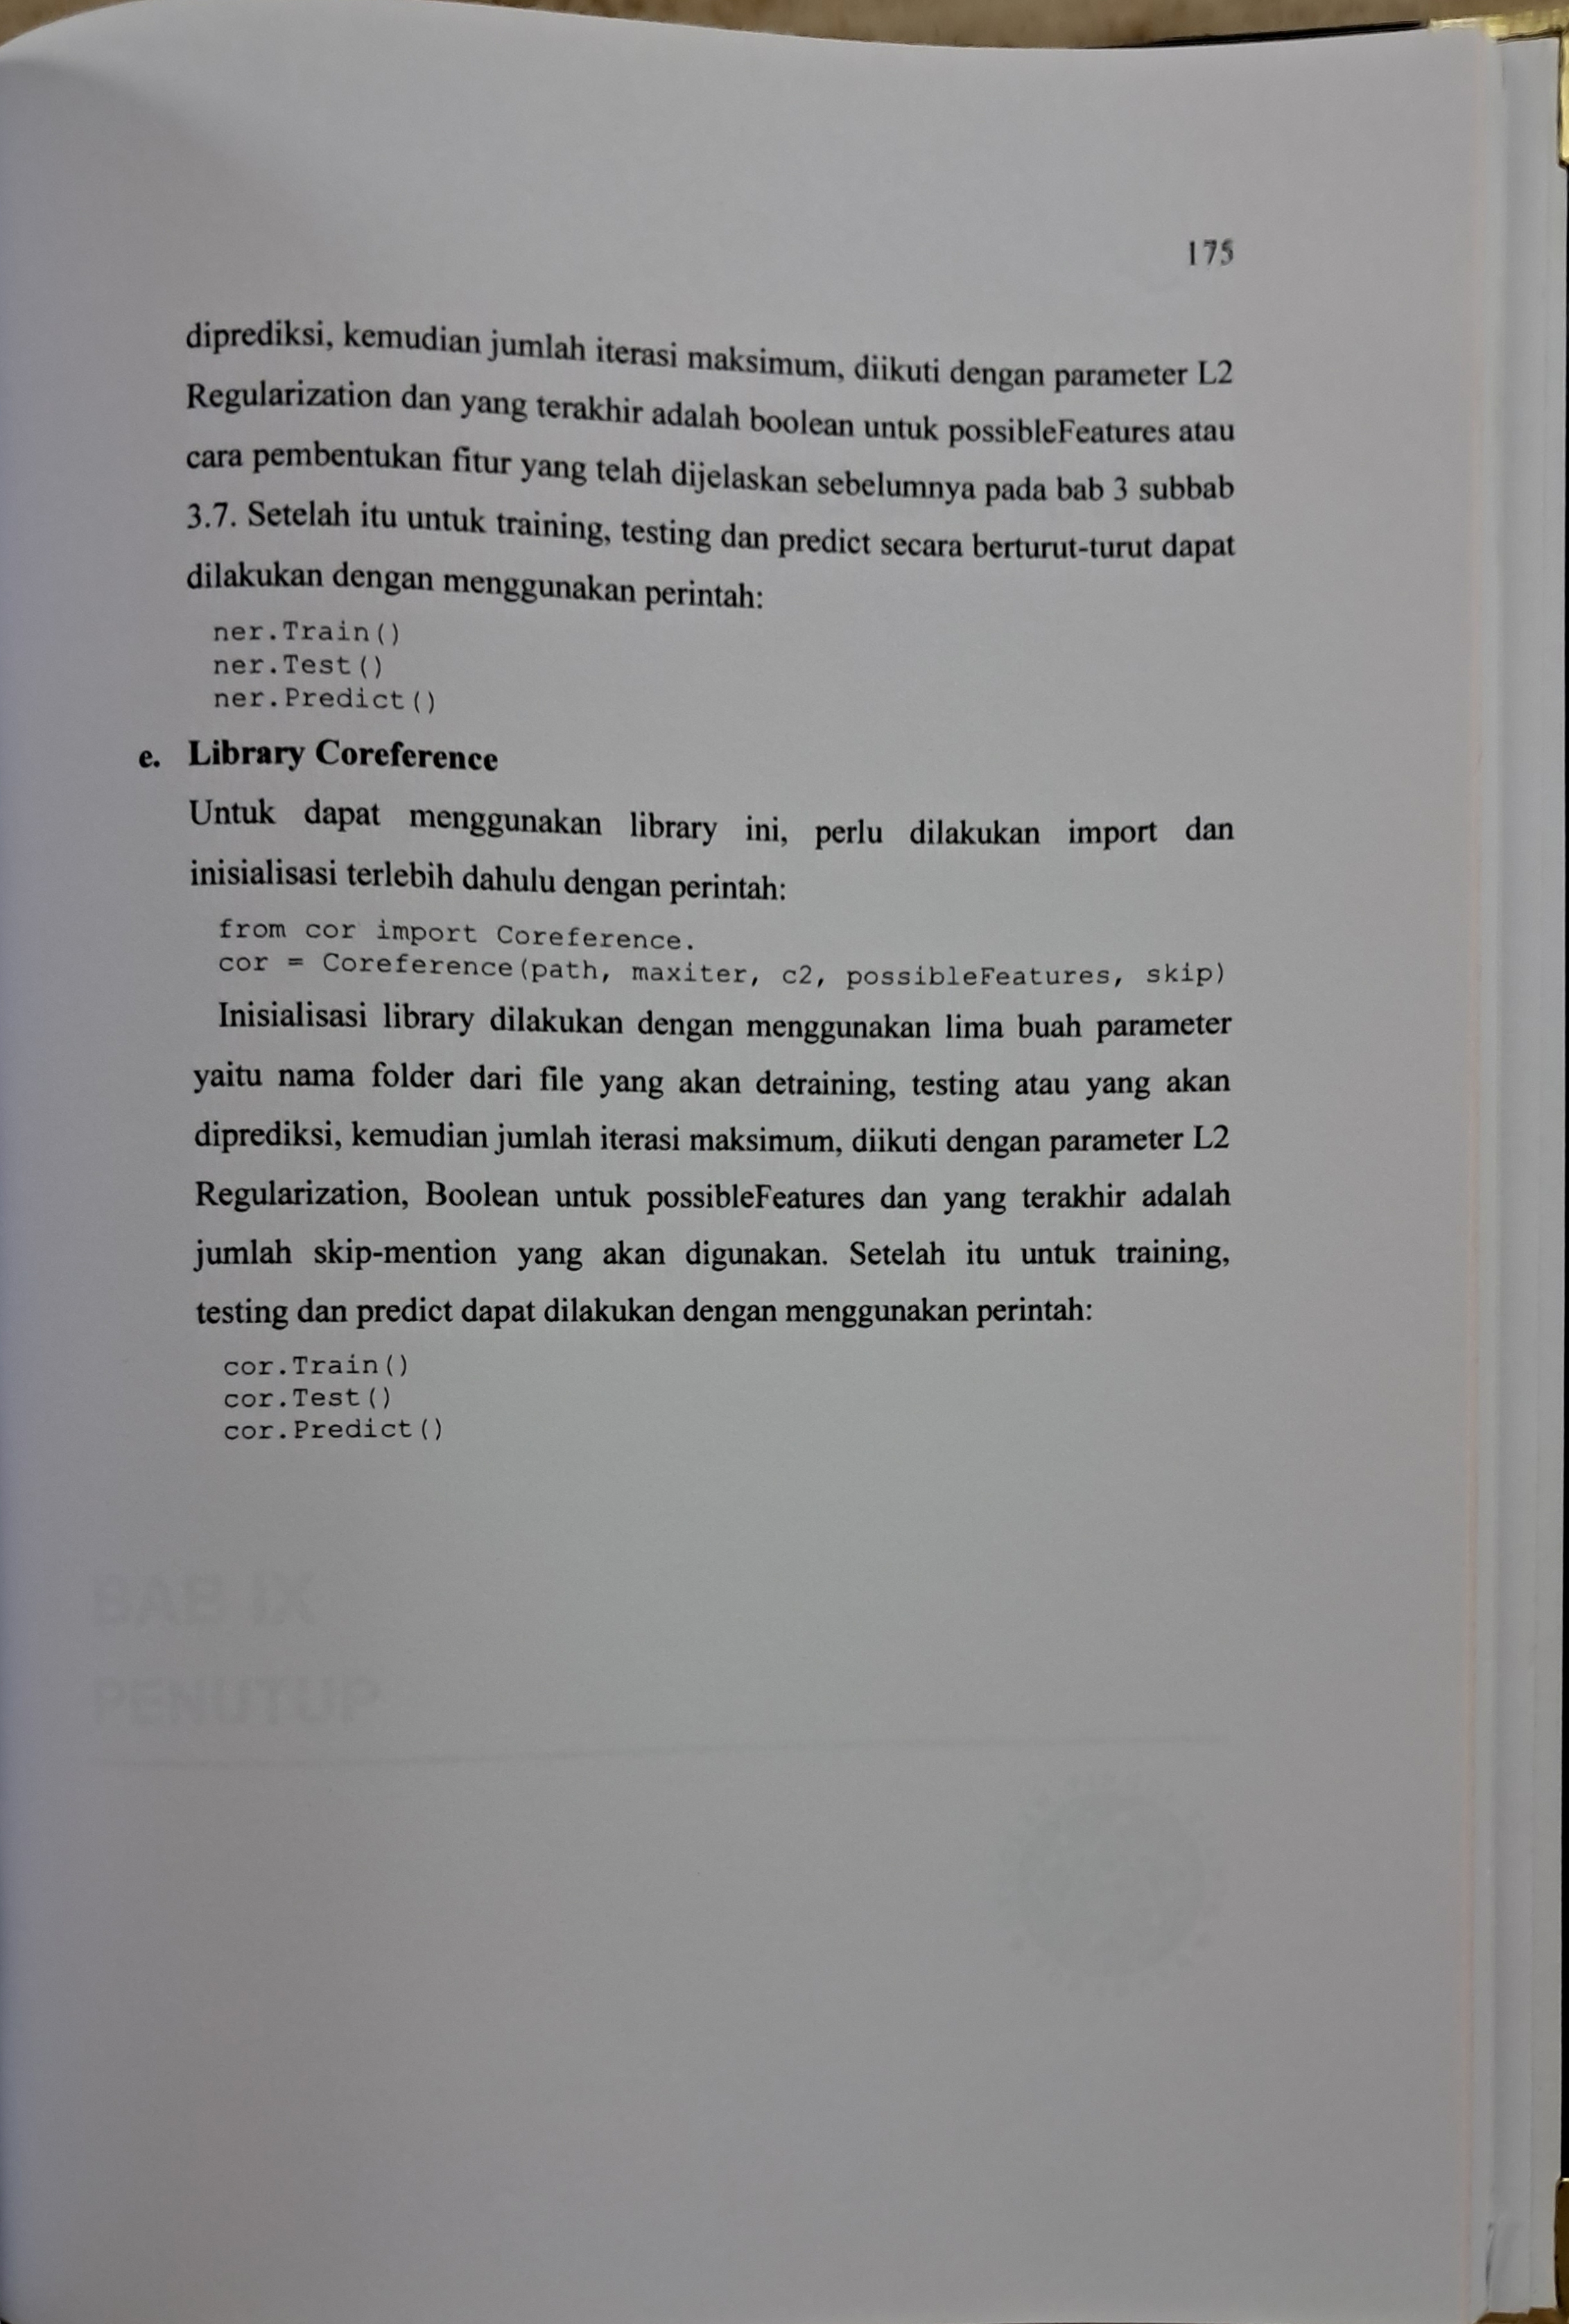 175
diprediksi, kemudian jumlah iterasi maksimum, diikuti dengan parameter L2
Regularization dan yang terakhir adalah boolean untuk possibleFeatures atau
cara pembentukan fitur yang telah dijelaskan sebelumnya pada bab 3 subbab
3.7. Setelah itu untuk training, testing dan predict secara berturut-turut dapat
dilakukan dengan menggunakan perintah:
ner.Train()
ner.Test()
ner.Predict()
e. Library Coreference
Untuk dapat menggunakan library ini, perlu dilakukan import dan
inisialisasi terlebih dahulu dengan perintah:
from cor import Coreference.
cor = Coreference(path, maxiter, c2, possibleFeatures, skip)
Inisialisasi library dilakukan dengan menggunakan lima buah parameter
yaitu nama folder dari file yang akan detraining, testing atau yang akan
diprediksi, kemudian jumlah iterasi maksimum, diikuti dengan parameter L2
Regularization, Boolean untuk possibleFeatures dan yang terakhir adalah
jumlah skip-mention yang akan digunakan. Setelah itu untuk training,
testing dan predict dapat dilakukan dengan menggunakan perintah:
cor.Train()
cor.Test()
cor.Predict()
BAB IX
PENUTUP